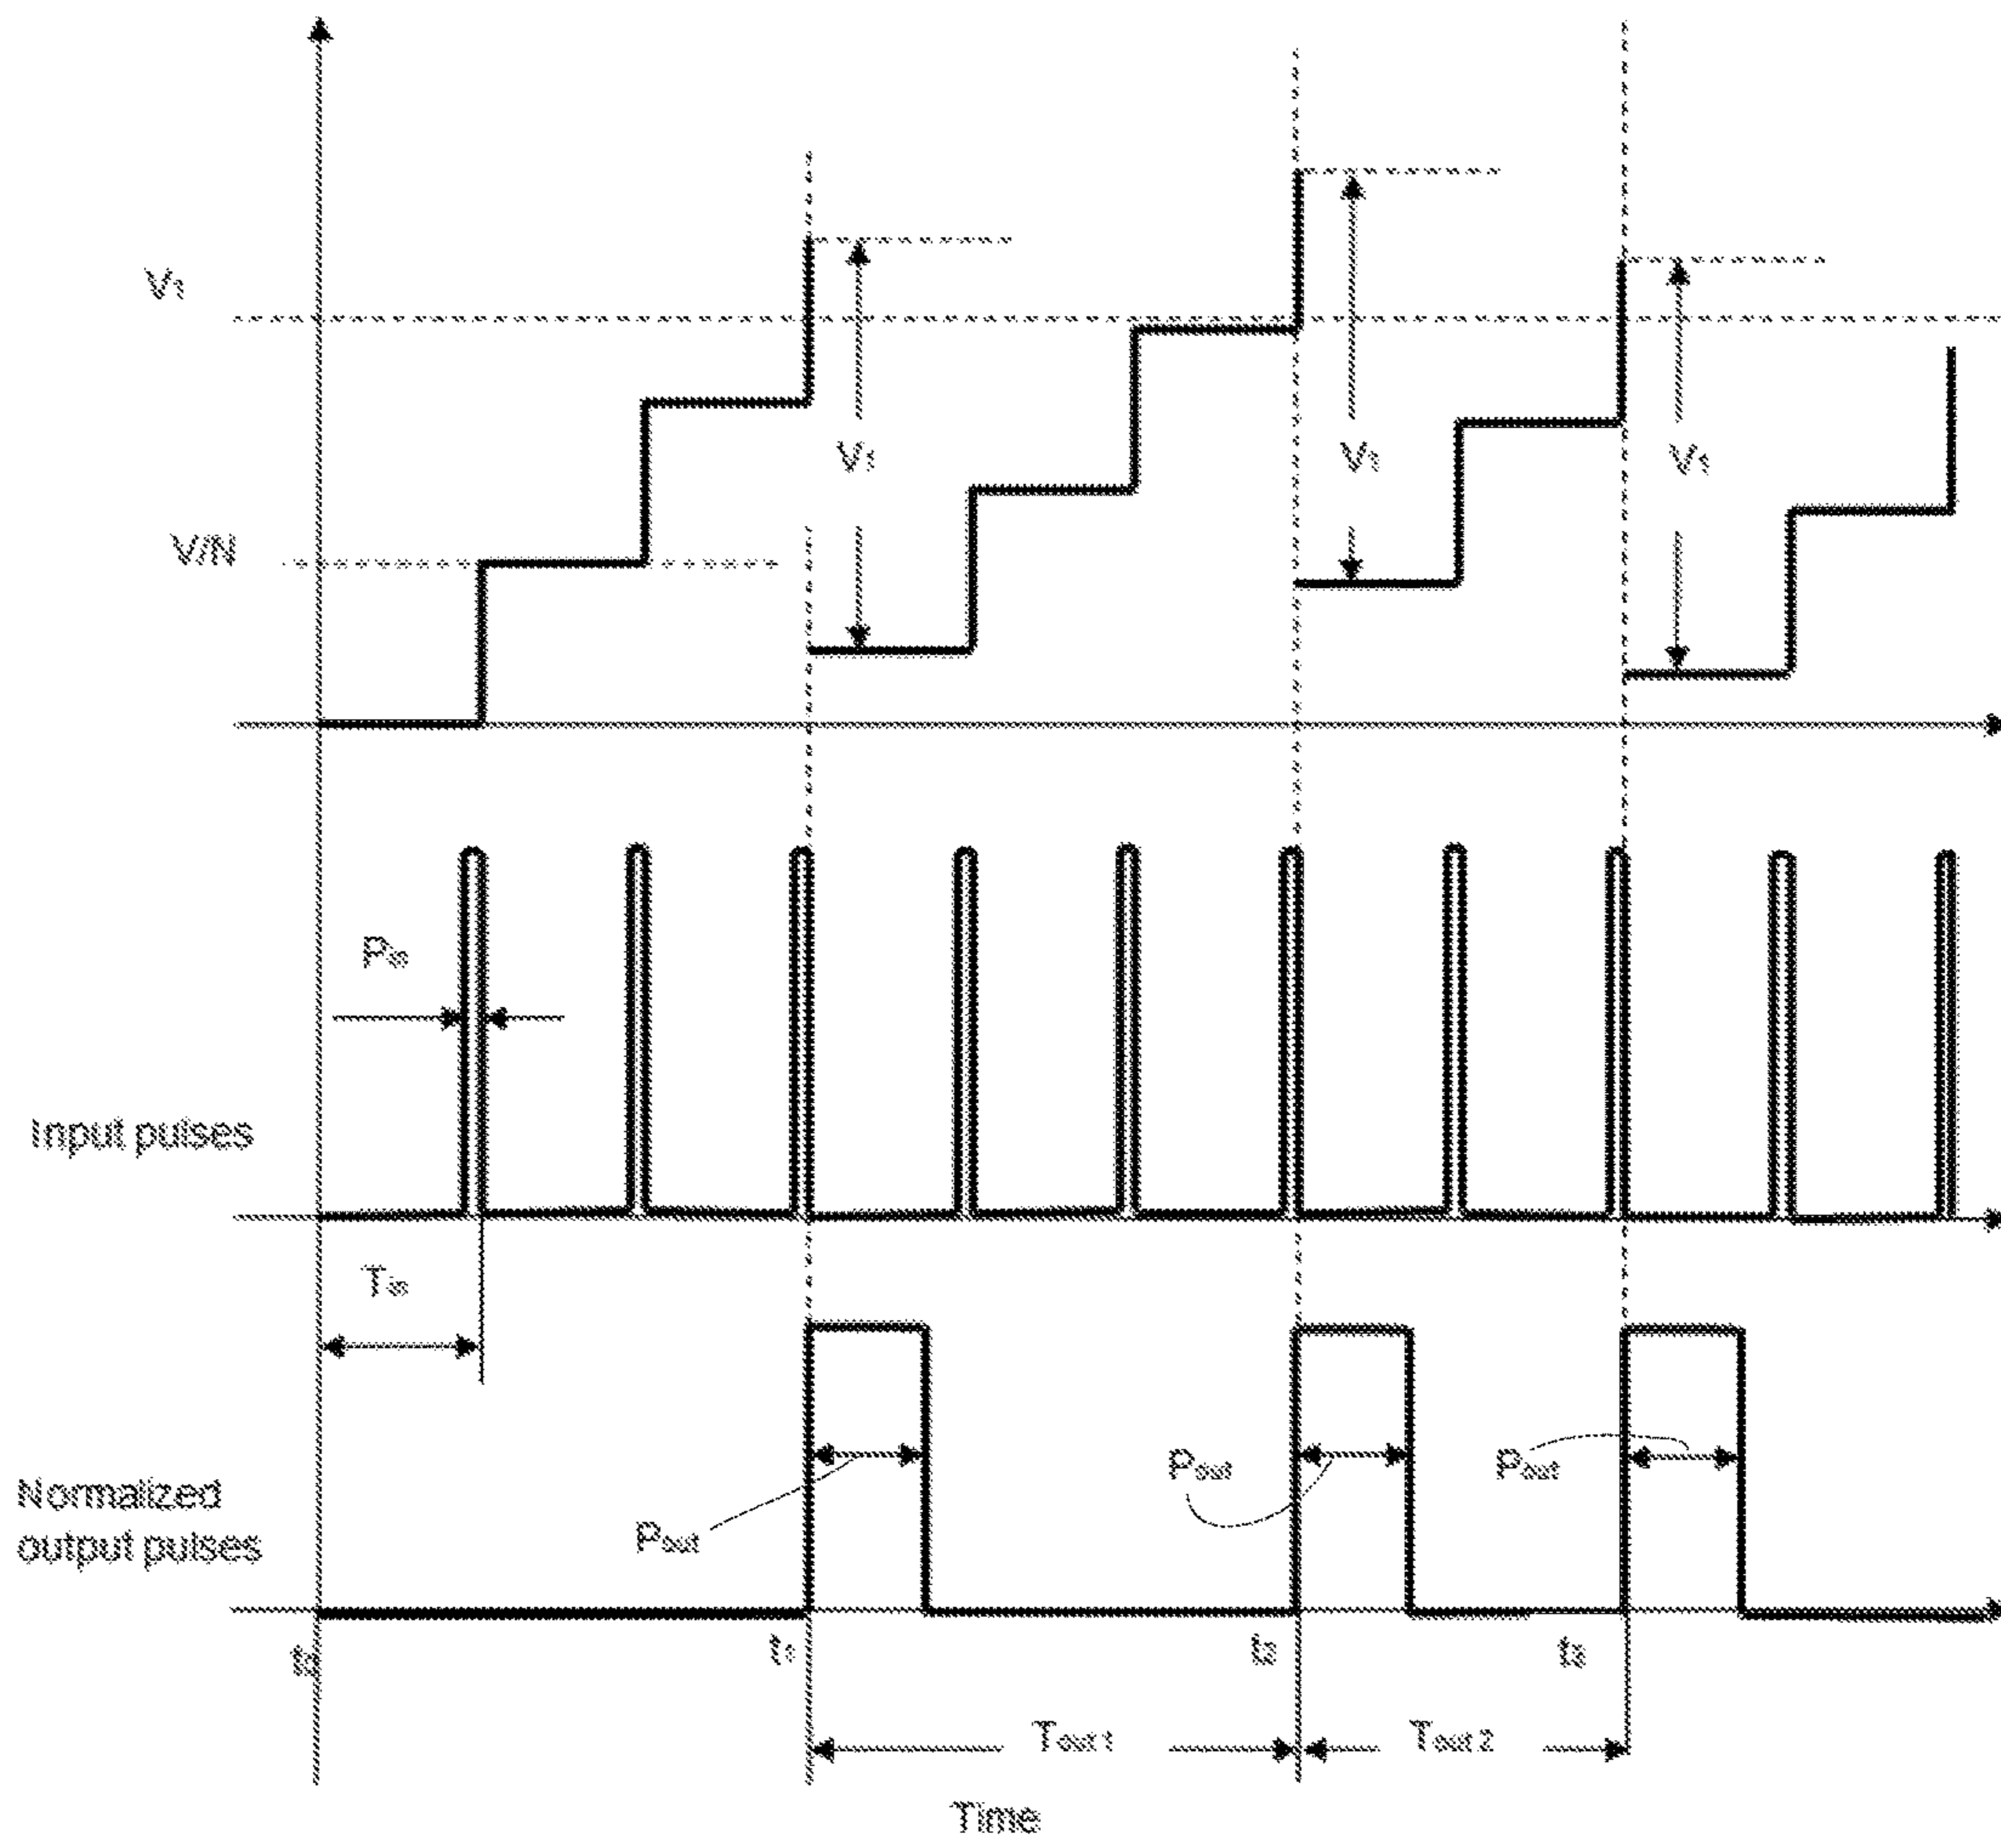 V1
V1
V1
V1
V/N
Pin
Input pulses
Tin
Pout
Pout
Pout
Normalized
output pulses
t0
t1
t2
t3
Tout 1
Tout 2
Time